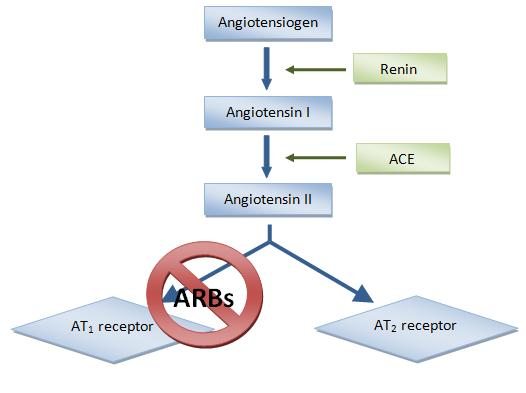 Angiotensiogen
Renin
Angiotensin I
ACE
Angiotensin II
ARBs
AT₁ receptor
AT₂ receptor